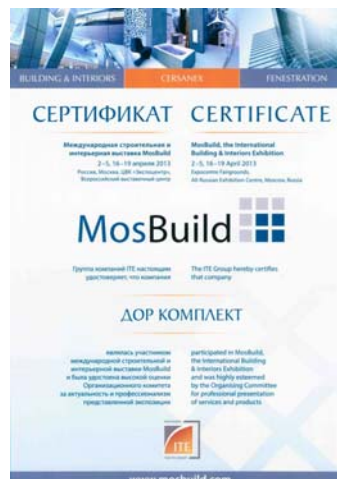 BUILDING & INTERIORS
CERSANEX
FENESTRATION
СЕРТИФИКАТ
CERTIFICATE
Международная строительная и
интерьерная выставка MosBuild
2–5, 16–19 апреля 2013
Россия, Москва, ЦВК «Экспоцентр»,
Всероссийский выставочный центр
MosBuild, the International
Building & Interiors Exhibition
2–5, 16–19 April 2013
Expocentre Fairgrounds,
All-Russian Exhibition Centre, Moscow, Russia
MosBuild
Группа компаний ITE настоящим
удостоверяет, что компания
The ITE Group hereby certifies
that company
ДОР КОМПЛЕКТ
являлась участником
международной строительной и
интерьерной выставки MosBuild
и была удостоена высокой оценки
Организационного комитета
за актуальность и профессионализм
представленной экспозиции
participated in MosBuild,
the International Building
& Interiors Exhibition
and was highly esteemed
by the Organising Committee
for professional presentation
of services and products
ITE
www.mosbuild.com